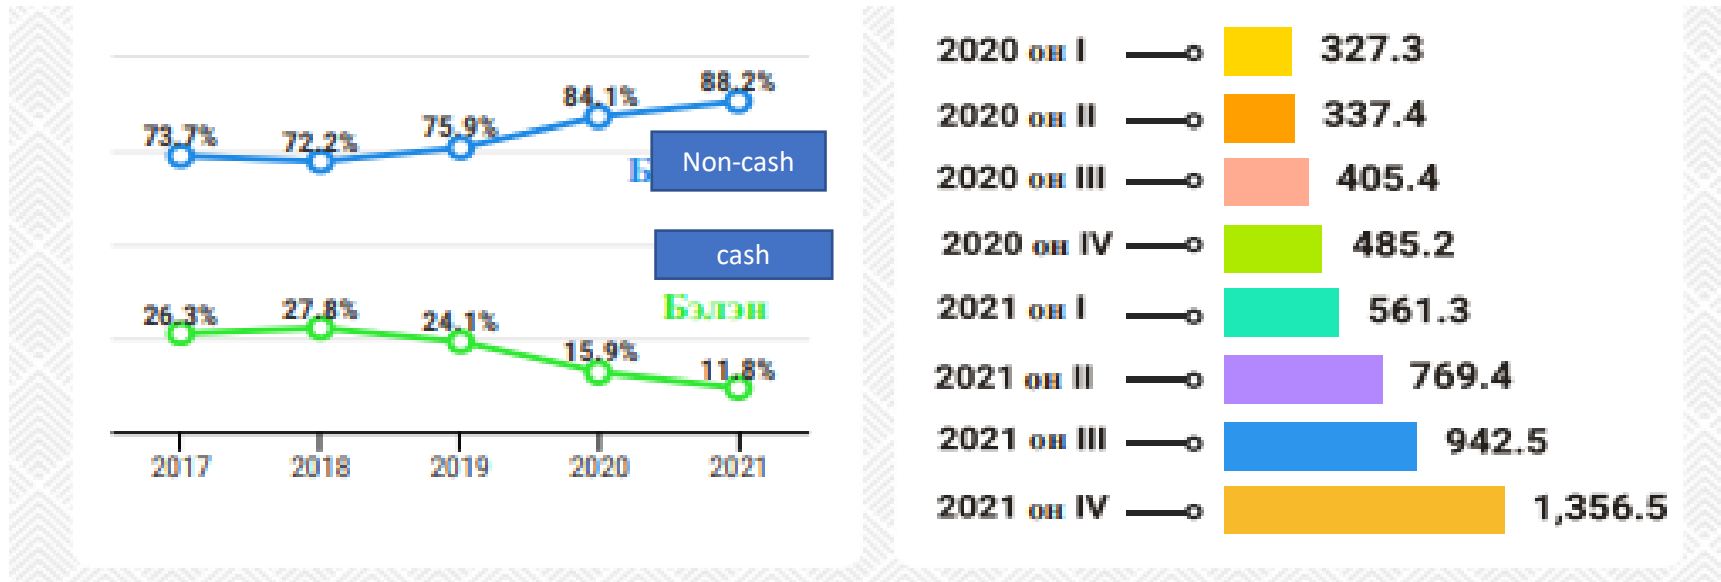 88.2%
84.1%
75.9%
73.7%
72.2%
Б
Non-cash
cash
Бэлэн
26.3%
27.8%
24.1%
15.9%
11.8%
2017
2018
2019
2020
2021
2020 он I
327.3
2020 он II
337.4
2020 он III
405.4
2020 он IV
485.2
2021 он I
561.3
2021 он II
769.4
2021 он III
942.5
2021 он IV
1,356.5